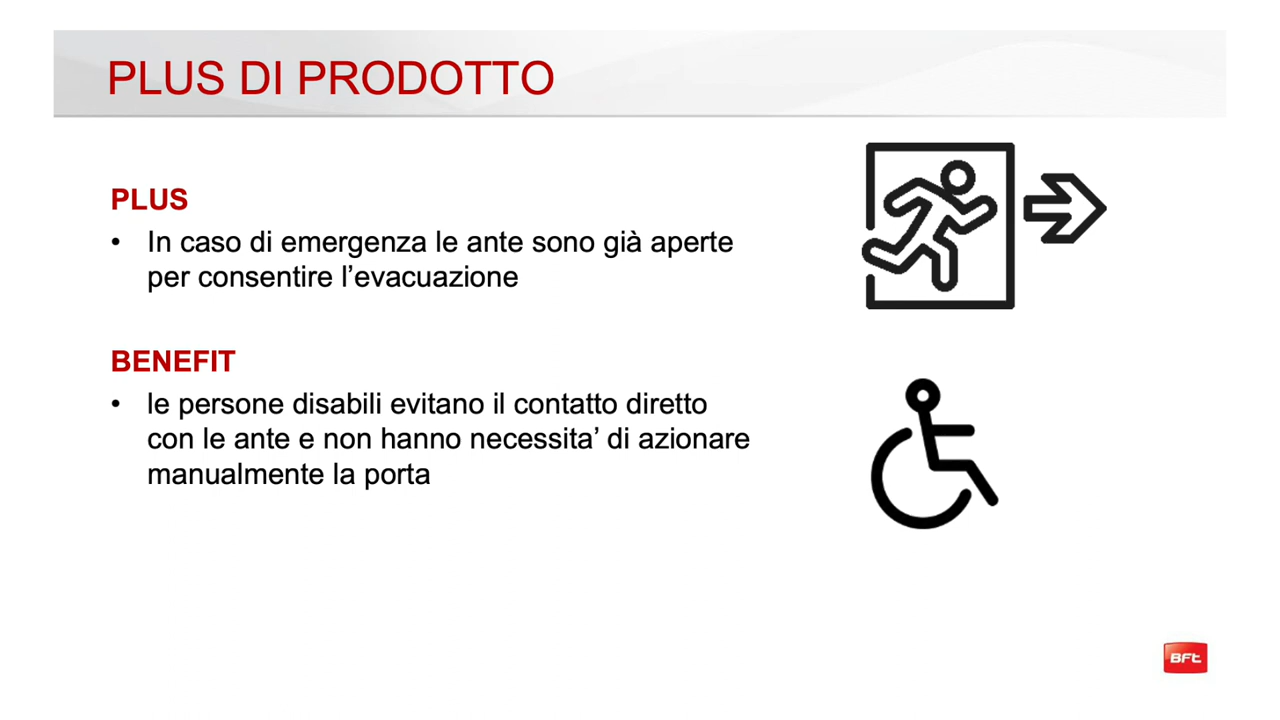 PLUS DI PRODOTTO
PLUS
• In caso di emergenza le ante sono già aperte
per consentire l’evacuazione
BENEFIT
• le persone disabili evitano il contatto diretto
con le ante e non hanno necessita’ di azionare
manualmente la porta
BFt